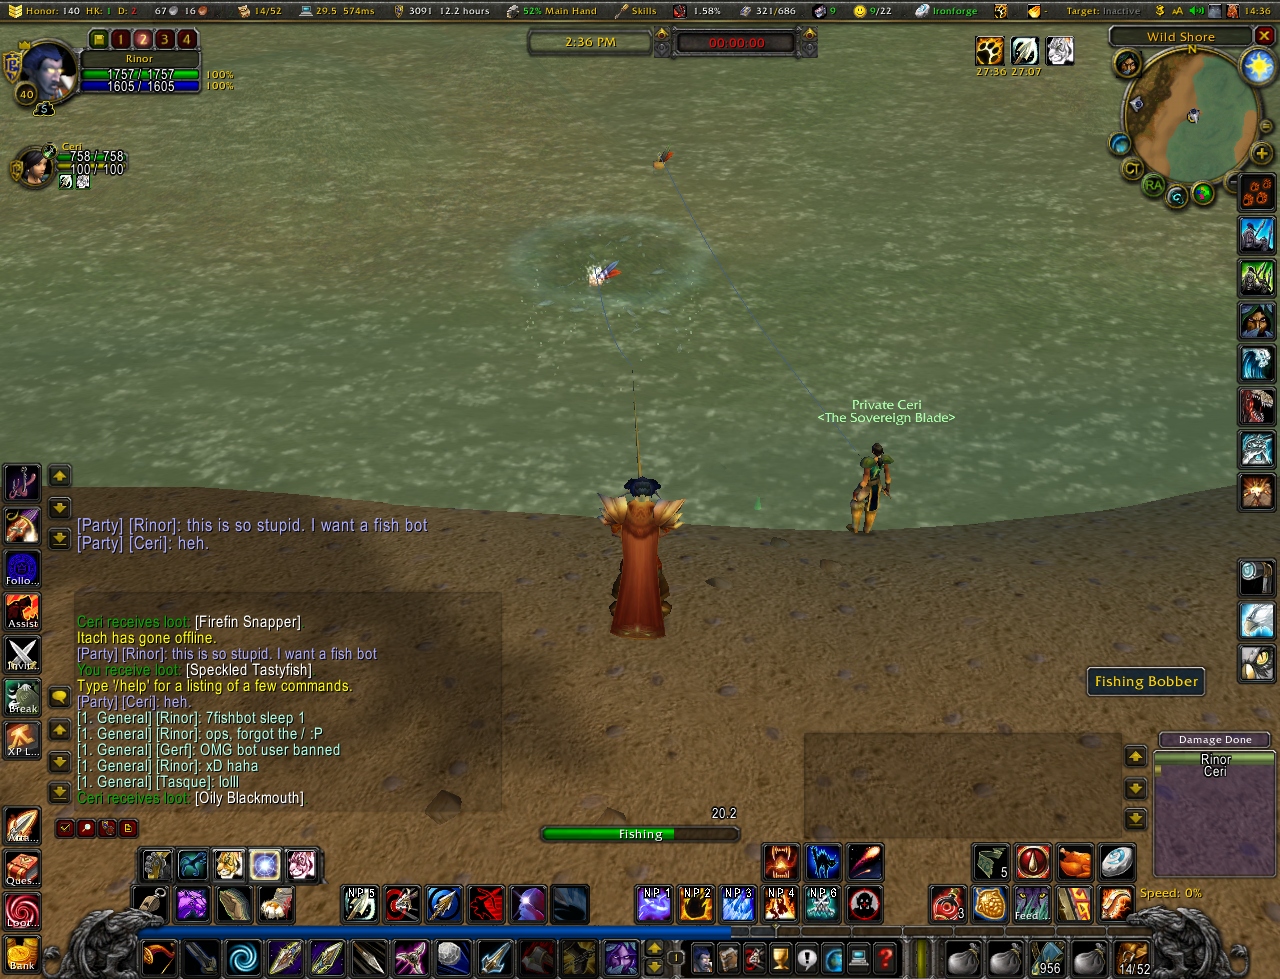 Honor: 140 HK: 1 D: 2 67 16 14/52 29.5 574ms 3091 12.2 hours 52% Main Hand Skills 1.58% 321/686 9 9/22 Ironforge Target: Inactive 14:36
1 2 3 4
2:36 PM 00:00:00
Wild Shore
N
Rinor
1757 / 1757 100%
1605 / 1605 100%
40
S
27:36 27:07
Ceri
758 / 758
100 / 100
CT
RA
Private Ceri
<The Sovereign Blade>
[Party] [Rinor]: this is so stupid. I want a fish bot
[Party] [Ceri]: heh.
Follo...
Assist
Invit...
Break
XP L...
Ceri receives loot: [Firefin Snapper]
Itach has gone offline.
[Party] [Rinor]: this is so stupid. I want a fish bot
You receive loot: [Speckled Tastyfish]
Type '/help' for a listing of a few commands.
[Party] [Ceri]: heh.
[1. General] [Rinor]: 7fishbot sleep 1
[1. General] [Rinor]: ops, forgot the / :P
[1. General] [Gerf]: OMG bot user banned
[1. General] [Rinor]: xD haha
[1. General] [Tasque]: lolll
Ceri receives loot: [Oily Blackmouth]
Fishing Bobber
Damage Done
Rinor
Ceri
20.2
Fishing
Ques...
Loot...
Bank
5
NP 5 NP 1 NP 2 NP 3 NP 4 NP 6 3 Feed...
Speed: 0%
1 956 14/52